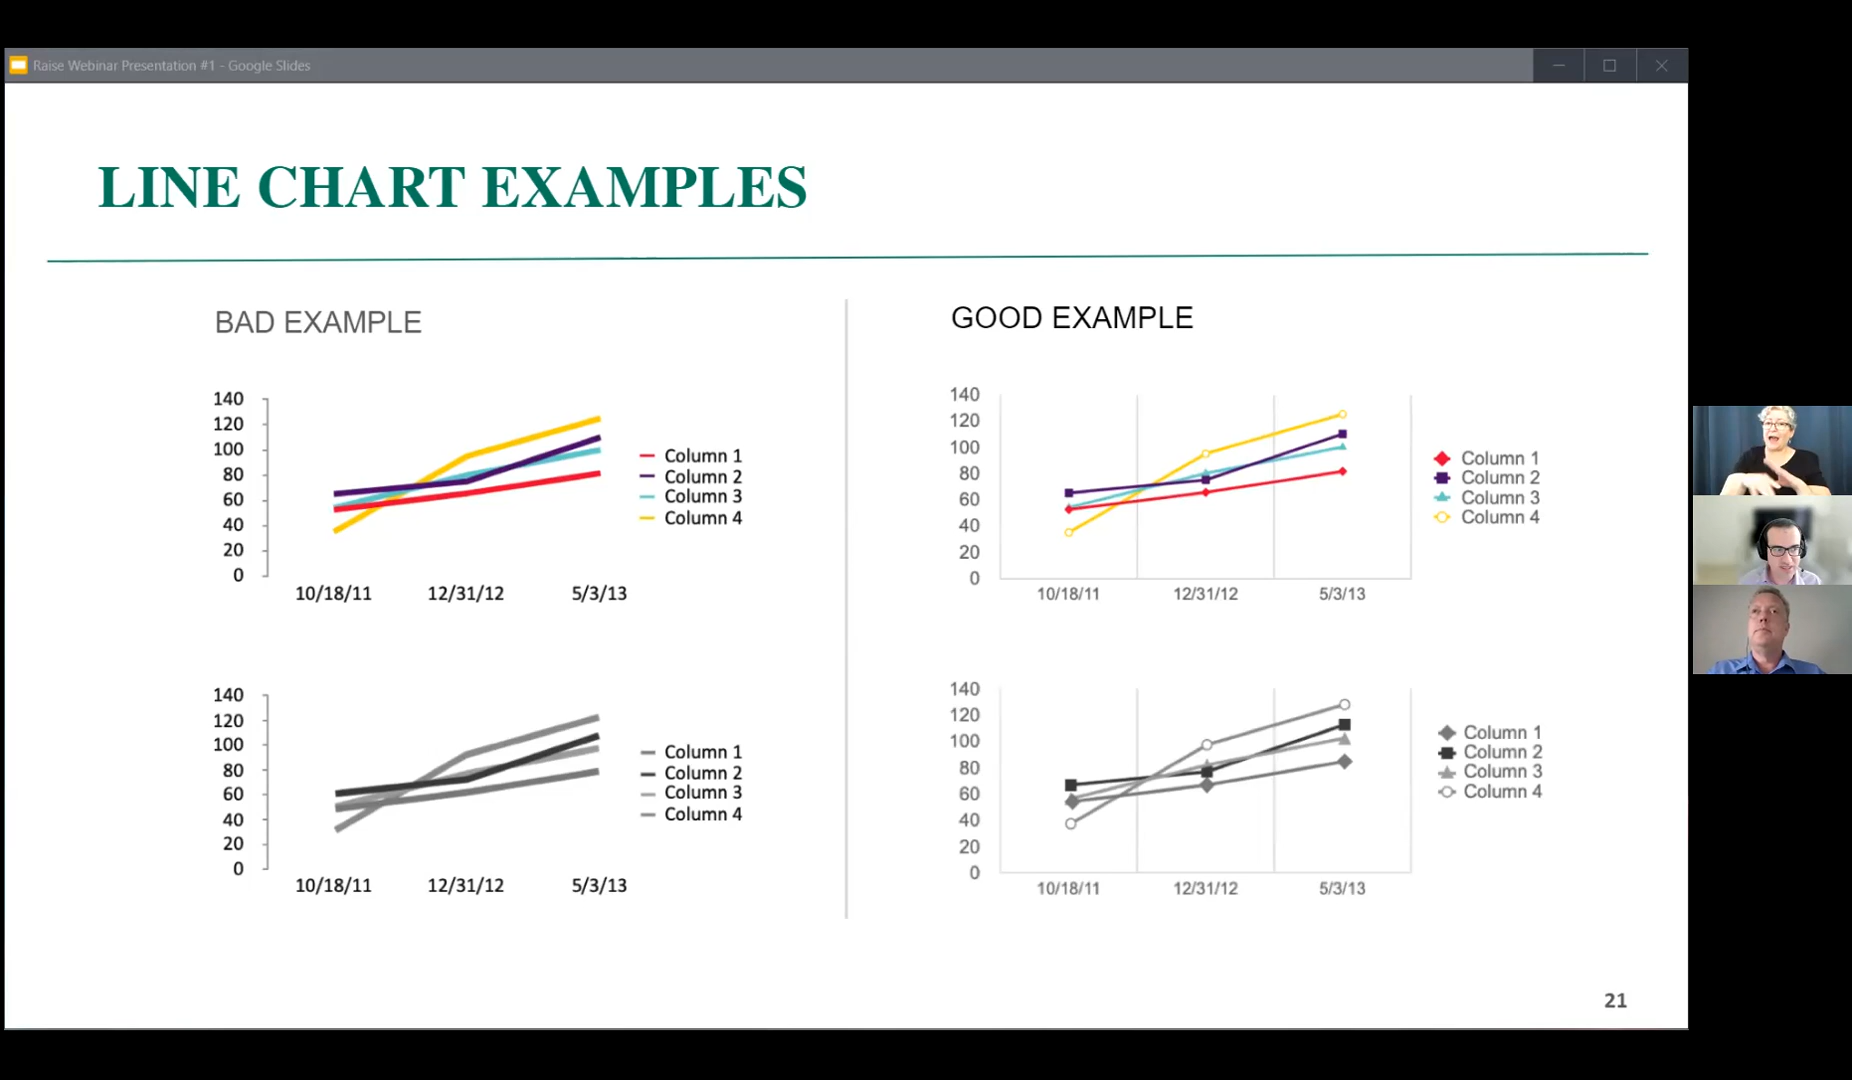 Raise Webinar Presentation #1 - Google Slides
LINE CHART EXAMPLES
BAD EXAMPLE
140
120
100
80
60
40
20
0
10/18/11 12/31/12 5/3/13
Column 1
Column 2
Column 3
Column 4
140
120
100
80
60
40
20
0
10/18/11 12/31/12 5/3/13
Column 1
Column 2
Column 3
Column 4
GOOD EXAMPLE
140
120
100
80
60
40
20
0
10/18/11 12/31/12 5/3/13
Column 1
Column 2
Column 3
Column 4
140
120
100
80
60
40
20
0
10/18/11 12/31/12 5/3/13
Column 1
Column 2
Column 3
Column 4
21